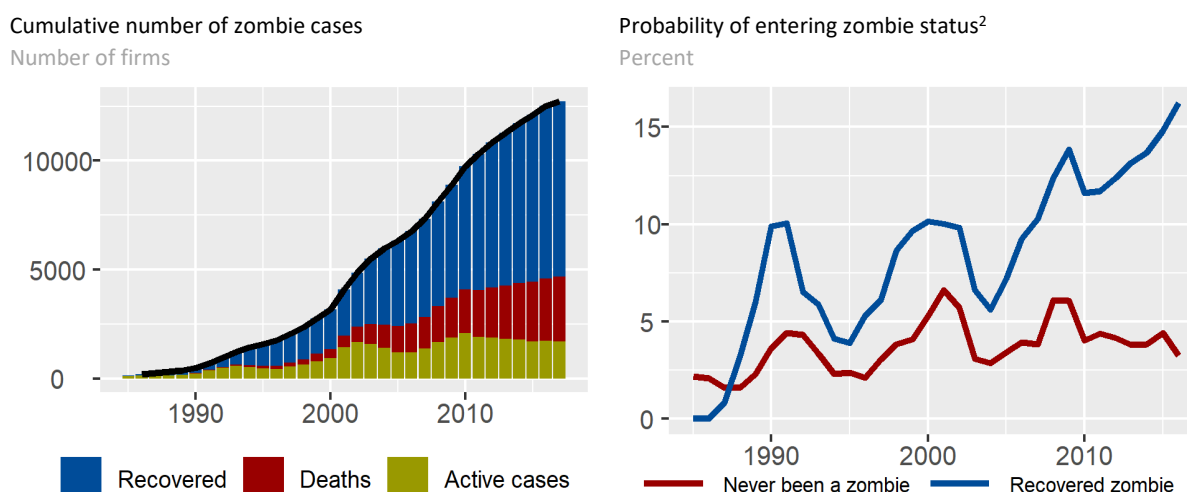 Cumulative number of zombie cases
Number of firms
10000
5000
0
1990
2000
2010
Recovered
Deaths
Active cases
Probability of entering zombie status²
Percent
15
10
5
0
1990
2000
2010
Never been a zombie
Recovered zombie